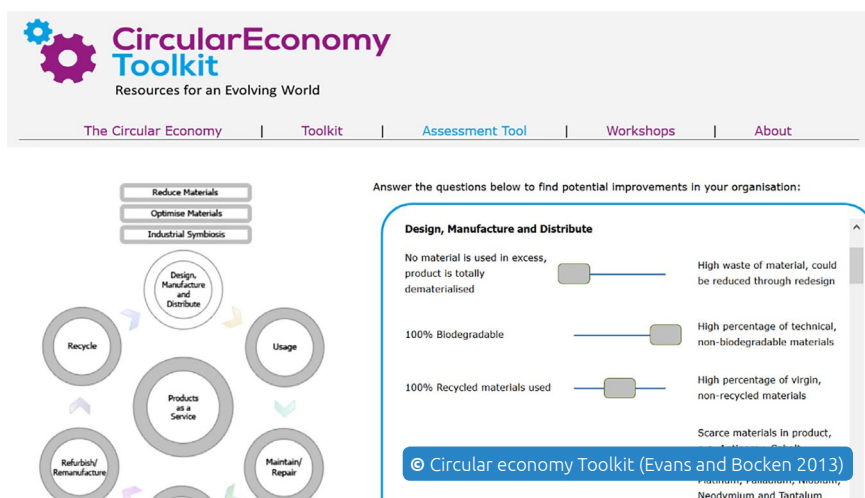 CircularEconomy
Toolkit
Resources for an Evolving World
The Circular Economy | Toolkit | Assessment Tool | Workshops | About
Reduce Materials
Optimise Materials
Industrial Symbiosis
Design,
Manufacture
and
Distribute
Recycle
Usage
Products
as a
Service
Refurbish/
Remanufacture
Maintain/
Repair
Answer the questions below to find potential improvements in your organisation:
Design, Manufacture and Distribute
No material is used in excess,
product is totally
dematerialised
High waste of material, could
be reduced through redesign
100% Biodegradable
High percentage of technical,
non-biodegradable materials
100% Recycled materials used
High percentage of virgin,
non-recycled materials
Scarce materials in product,
© Circular economy Toolkit (Evans and Bocken 2013)
Neodymium and Tantalum